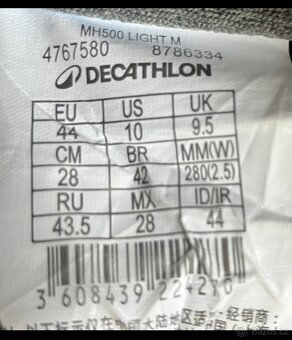 MH500 LIGHT M
4767580 8786334
DECATHLON
EU US UK
44 10 9.5
CM BR MM(W)
28 42 280(2.5)
RU MX ID/IR
43.5 28 44
3 608439 224270